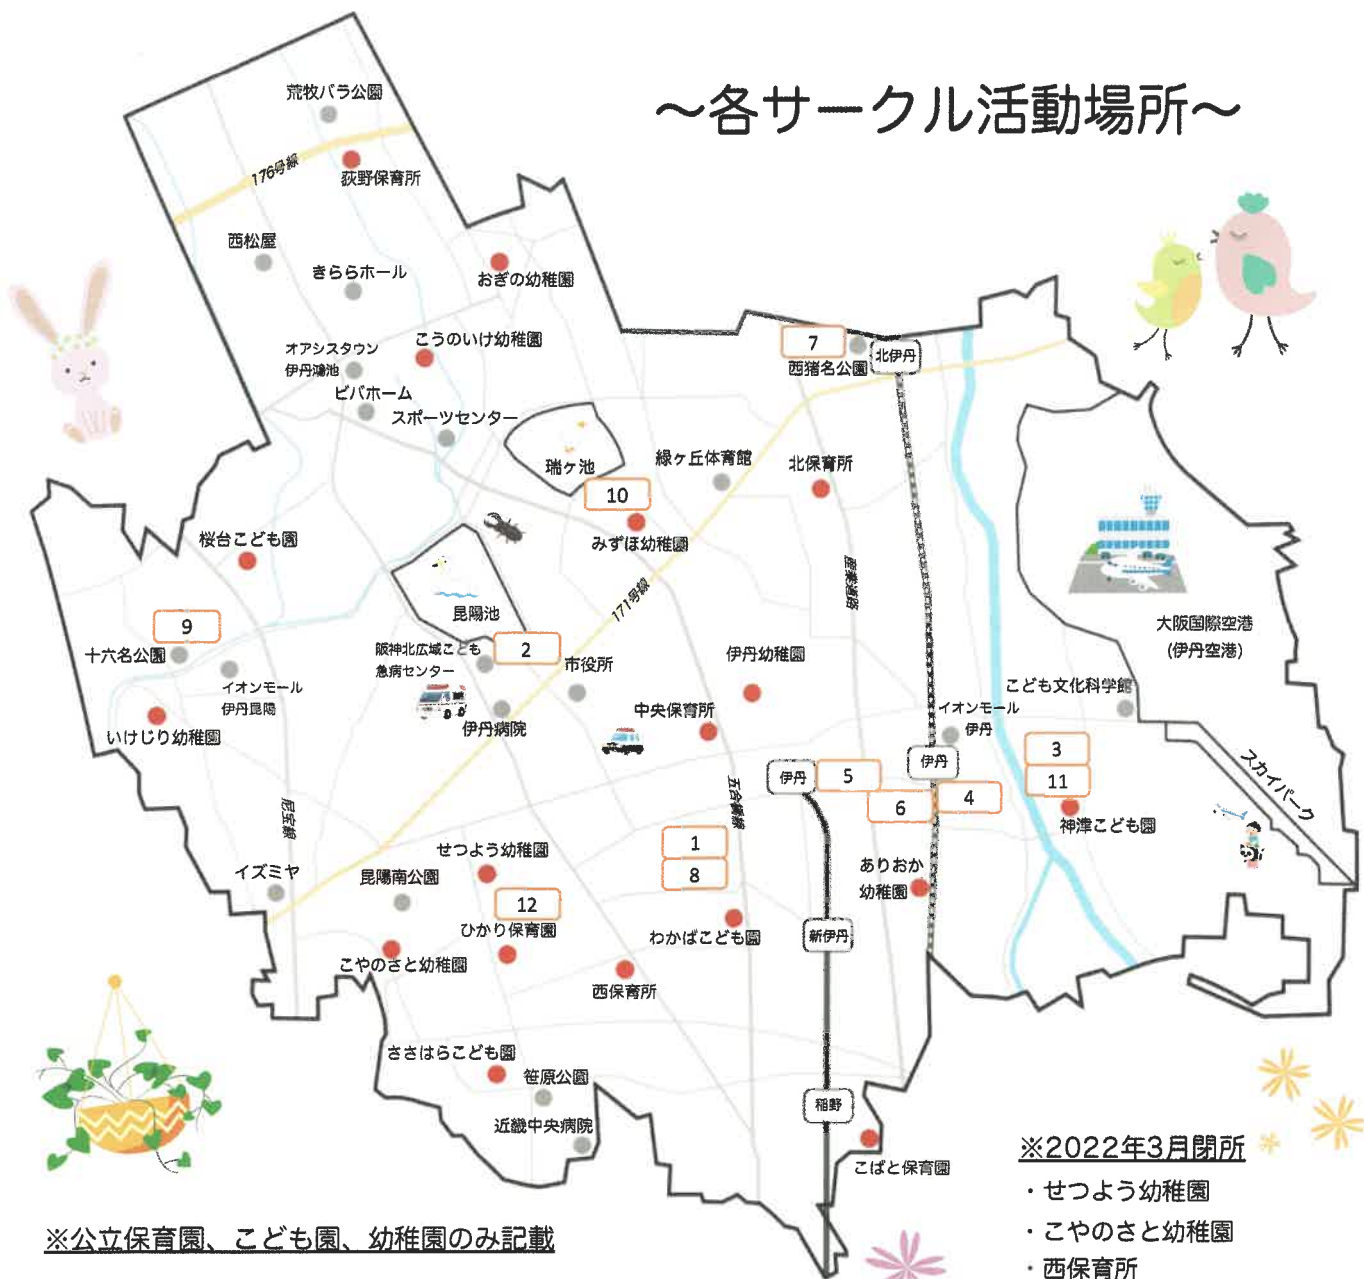 ～各サークル活動場所～
荒牧バラ公園
176号線
荻野保育所
西松屋
きららホール
おぎの幼稚園
こうのいけ幼稚園
オアシスタウン
伊丹鴻池
ビバホーム
スポーツセンター
7
西猪名公園
北伊丹
瑞ヶ池
緑ヶ丘体育館
北保育所
10
みずほ幼稚園
桜台こども園
昆陽池
171号線
産業道路
大阪国際空港
(伊丹空港)
9
十六名公園
イオンモール
伊丹昆陽
いけじり幼稚園
阪神北広域こども
急病センター
2
市役所
伊丹病院
伊丹幼稚園
中央保育所
こども文化科学館
イオンモール
伊丹
3
11
神津こども園
スカイパーク
伊丹
5
伊丹
6
4
尼宝線
五合橋線
1
8
ありおか
幼稚園
イズミヤ
昆陽南公園
せつよう幼稚園
12
ひかり保育園
こやのさと幼稚園
わかばこども園
新伊丹
西保育所
ささはらこども園
笹原公園
近畿中央病院
稲野
こばと保育園
※2022年3月閉所
・せつよう幼稚園
・こやのさと幼稚園
・西保育所
※公立保育園、こども園、幼稚園のみ記載